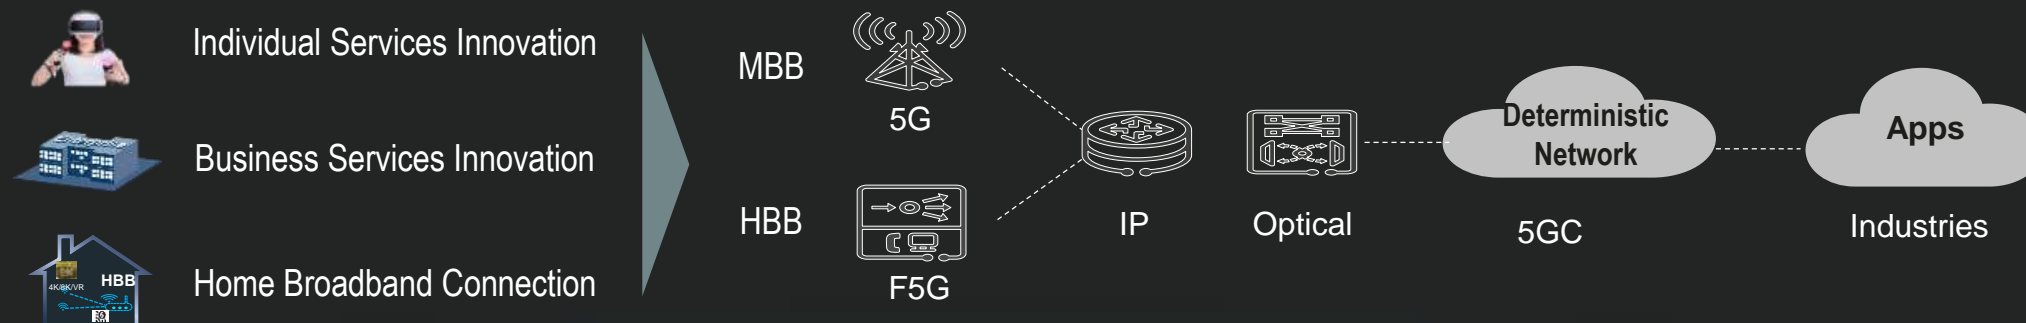 Individual Services Innovation
Business Services Innovation
4K/8K/VR
HBB
Home Broadband Connection
MBB
5G
HBB
F5G
IP
Optical
Deterministic
Network
5GC
Apps
Industries